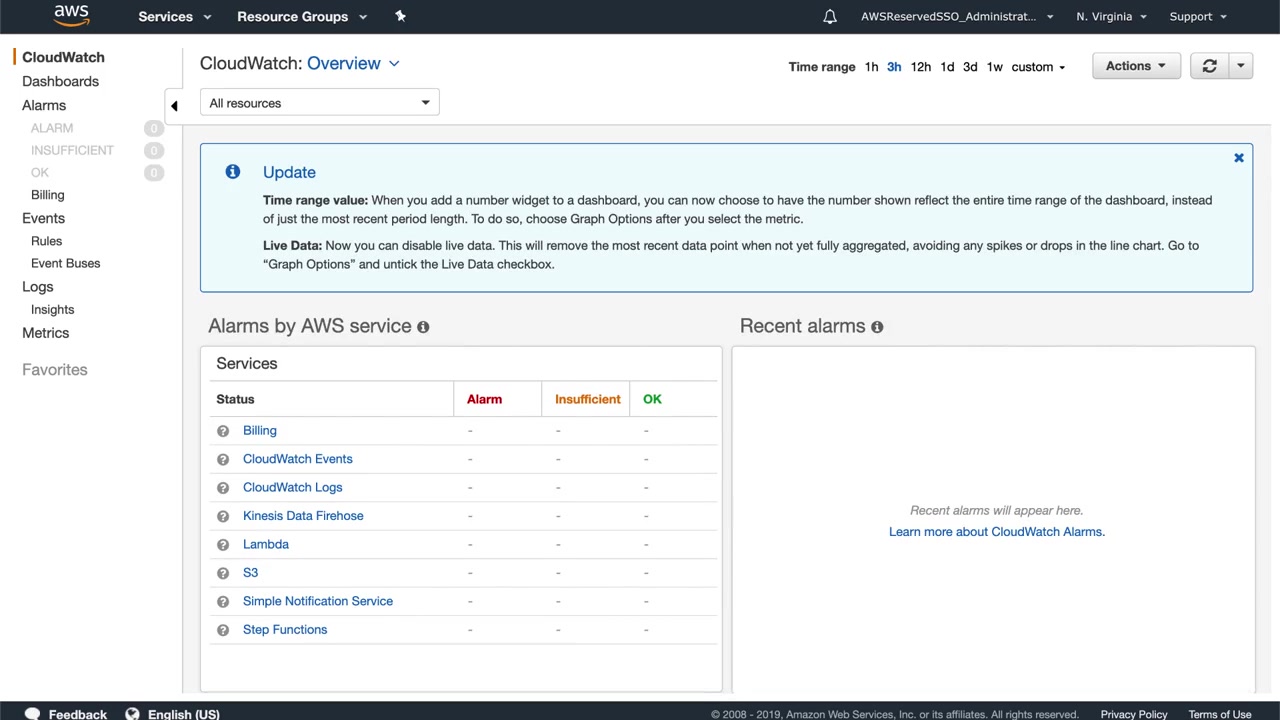 aws Services Resource Groups AWSReservedSSO_Administrat... N. Virginia Support
CloudWatch
Dashboards
Alarms
ALARM 0
INSUFFICIENT 0
OK 0
Billing
Events
Rules
Event Buses
Logs
Insights
Metrics
Favorites
CloudWatch: Overview
Time range 1h 3h 12h 1d 3d 1w custom Actions
All resources
Update
Time range value: When you add a number widget to a dashboard, you can now choose to have the number shown reflect the entire time range of the dashboard, instead
of just the most recent period length. To do so, choose Graph Options after you select the metric.
Live Data: Now you can disable live data. This will remove the most recent data point when not yet fully aggregated, avoiding any spikes or drops in the line chart. Go to
“Graph Options” and untick the Live Data checkbox.
Alarms by AWS service
Services
Status Alarm Insufficient OK
Billing - - -
CloudWatch Events - - -
CloudWatch Logs - - -
Kinesis Data Firehose - - -
Lambda - - -
S3 - - -
Simple Notification Service - - -
Step Functions - - -
Recent alarms
Recent alarms will appear here.
Learn more about CloudWatch Alarms.
Feedback English (US) © 2008 - 2019, Amazon Web Services, Inc. or its affiliates. All rights reserved. Privacy Policy Terms of Use